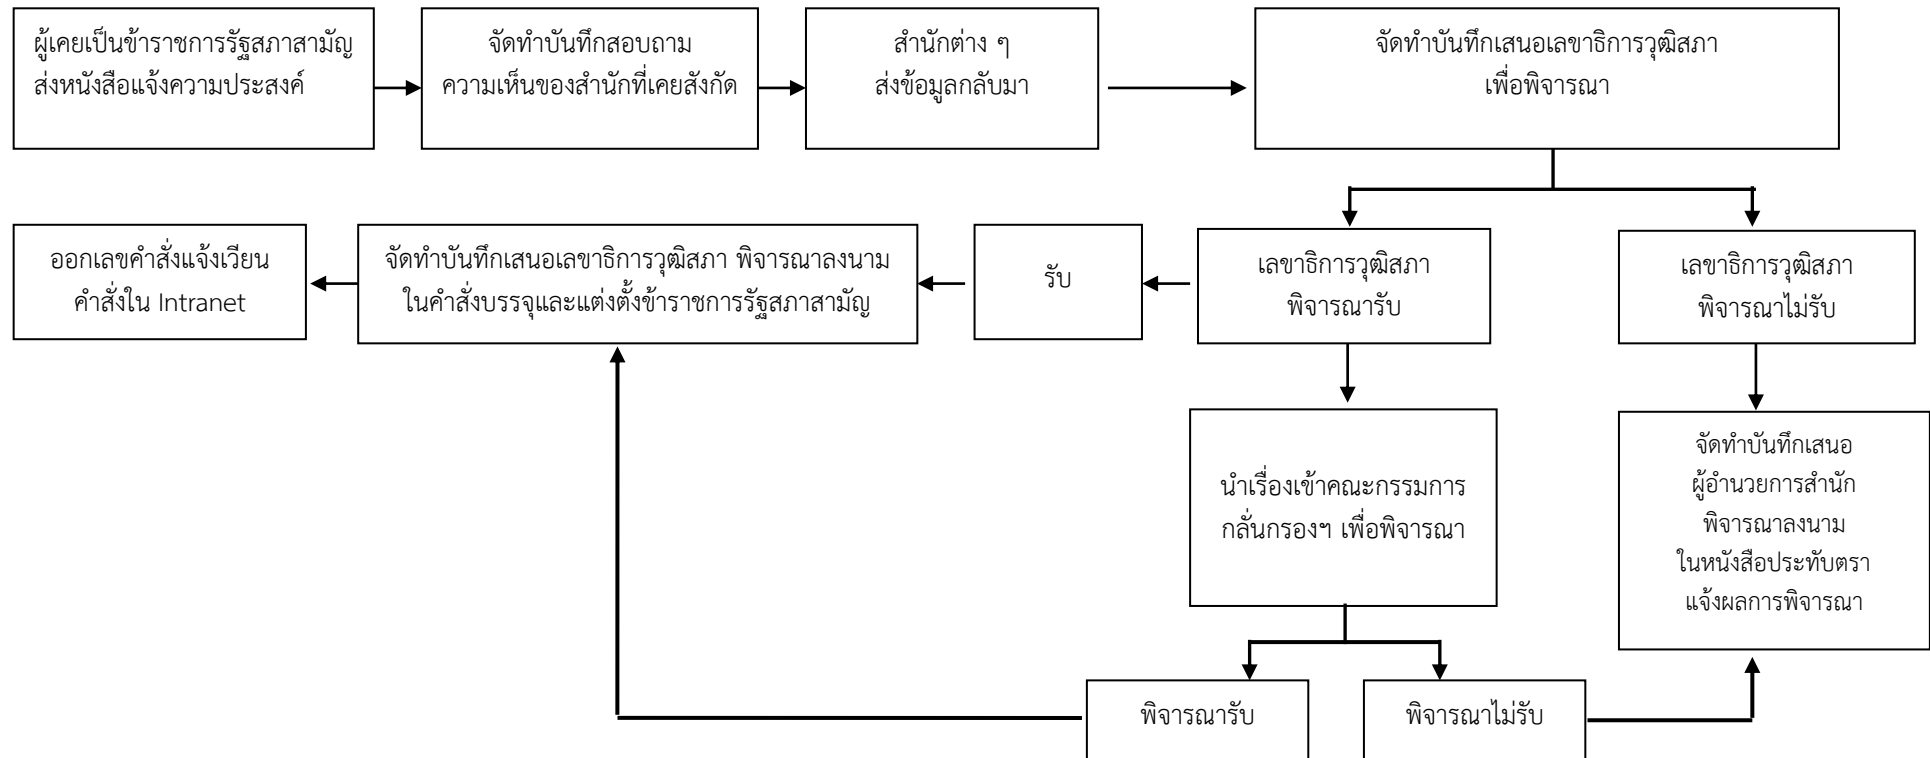 ผู้เคยเป็นข้าราชการรัฐสภาสามัญ
ส่งหนังสือแจ้งความประสงค์
จัดทำบันทึกสอบถาม
ความเห็นของสำนักที่เคยสังกัด
สำนักต่าง ๆ
ส่งข้อมูลกลับมา
จัดทำบันทึกเสนอเลขาธิการวุฒิสภา
เพื่อพิจารณา
ออกเลขคำสั่งแจ้งเวียน
คำสั่งใน Intranet
จัดทำบันทึกเสนอเลขาธิการวุฒิสภา พิจารณาลงนาม
ในคำสั่งบรรจุและแต่งตั้งข้าราชการรัฐสภาสามัญ
รับ
เลขาธิการวุฒิสภา
พิจารณารับ
เลขาธิการวุฒิสภา
พิจารณาไม่รับ
นำเรื่องเข้าคณะกรรมการ
กลั่นกรองฯ เพื่อพิจารณา
จัดทำบันทึกเสนอ
ผู้อำนวยการสำนัก
พิจารณาลงนาม
ในหนังสือประทับตรา
แจ้งผลการพิจารณา
พิจารณารับ
พิจารณาไม่รับ